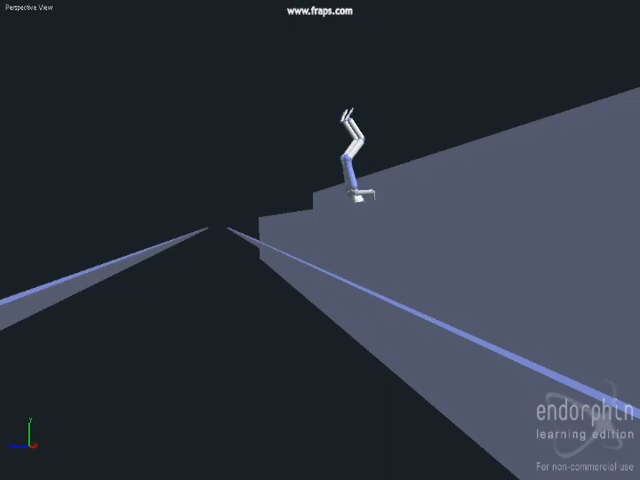 Perspective View
www.fraps.com
y
endorphin
learning edition
For non-commercial use